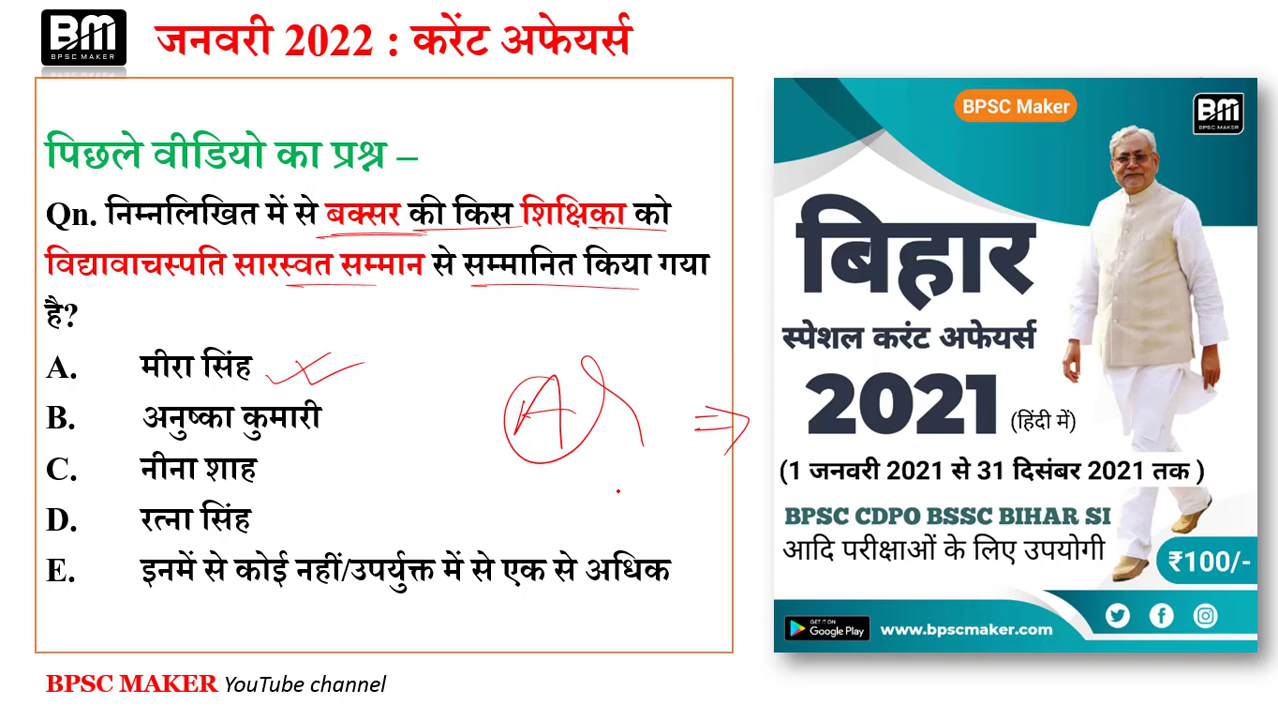 BM
BPSC MAKER
जनवरी 2022 : करेंट अफेयर्स
पिछले वीडियो का प्रश्न –
Qn. निम्नलिखित में से बक्सर की किस शिक्षिका को
विद्यावाचस्पति सारस्वत सम्मान से सम्मानित किया गया
है?
A. मीरा सिंह
B. अनुष्का कुमारी
C. नीना शाह
D. रत्ना सिंह
E. इनमें से कोई नहीं/उपर्युक्त में से एक से अधिक
A
BPSC MAKER YouTube channel
BPSC Maker
BM
BPSC MAKER
बिहार
स्पेशल करंट अफेयर्स
2021 (हिंदी में)
(1 जनवरी 2021 से 31 दिसंबर 2021 तक )
BPSC CDPO BSSC BIHAR SI
आदि परीक्षाओं के लिए उपयोगी
₹100/-
GET IT ON
Google Play
www.bpscmaker.com